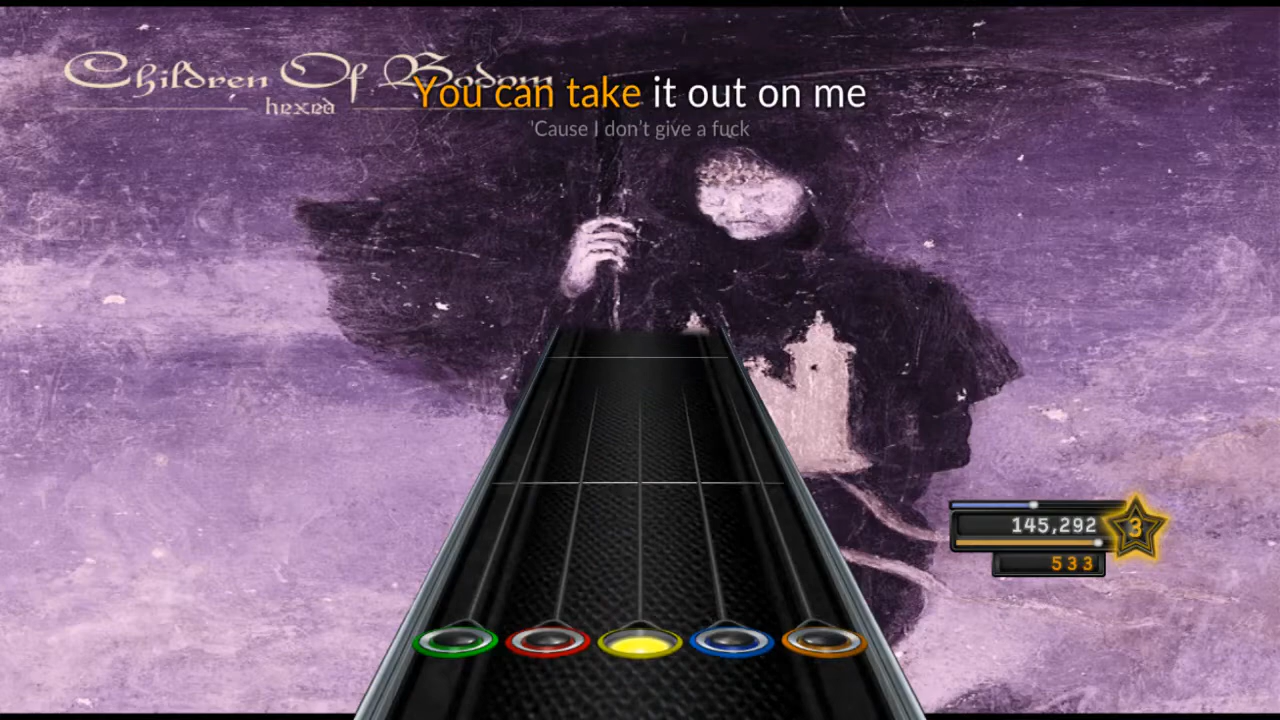 Children Of Bodom
hexed
You can take it out on me
'Cause I don't give a fuck
145,292
3
533